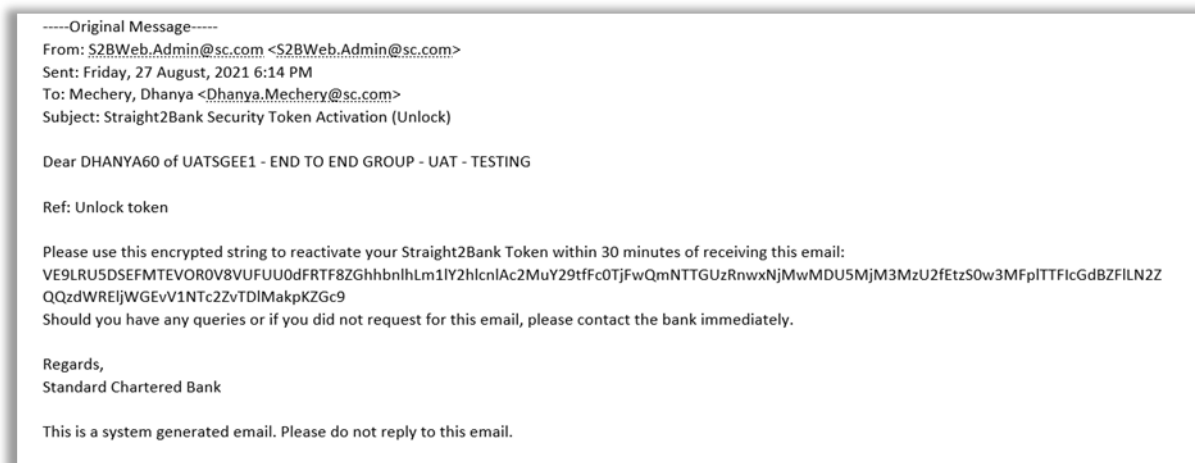 -----Original Message-----
From: S2BWeb.Admin@sc.com <S2BWeb.Admin@sc.com>
Sent: Friday, 27 August, 2021 6:14 PM
To: Mechery, Dhanya <Dhanya.Mechery@sc.com>
Subject: Straight2Bank Security Token Activation (Unlock)
Dear DHANYA60 of UATSGEE1 - END TO END GROUP - UAT - TESTING
Ref: Unlock token
Please use this encrypted string to reactivate your Straight2Bank Token within 30 minutes of receiving this email:
VE9LRU5DSEFMTEVOR0V8VUFUU0dFRTF8ZGhhbnlhLm1lY2hlcnlAc2MuY29tfFc0TjFwQmNTTGUzRnwxNjMwMDU5MjM3MzU2fEtzS0w3MFplTTFIcGdBZFlLN2Z
QQzdWREljWGEvV1NTc2ZvTDlMakpKZGc9
Should you have any queries or if you did not request for this email, please contact the bank immediately.
Regards,
Standard Chartered Bank
This is a system generated email. Please do not reply to this email.